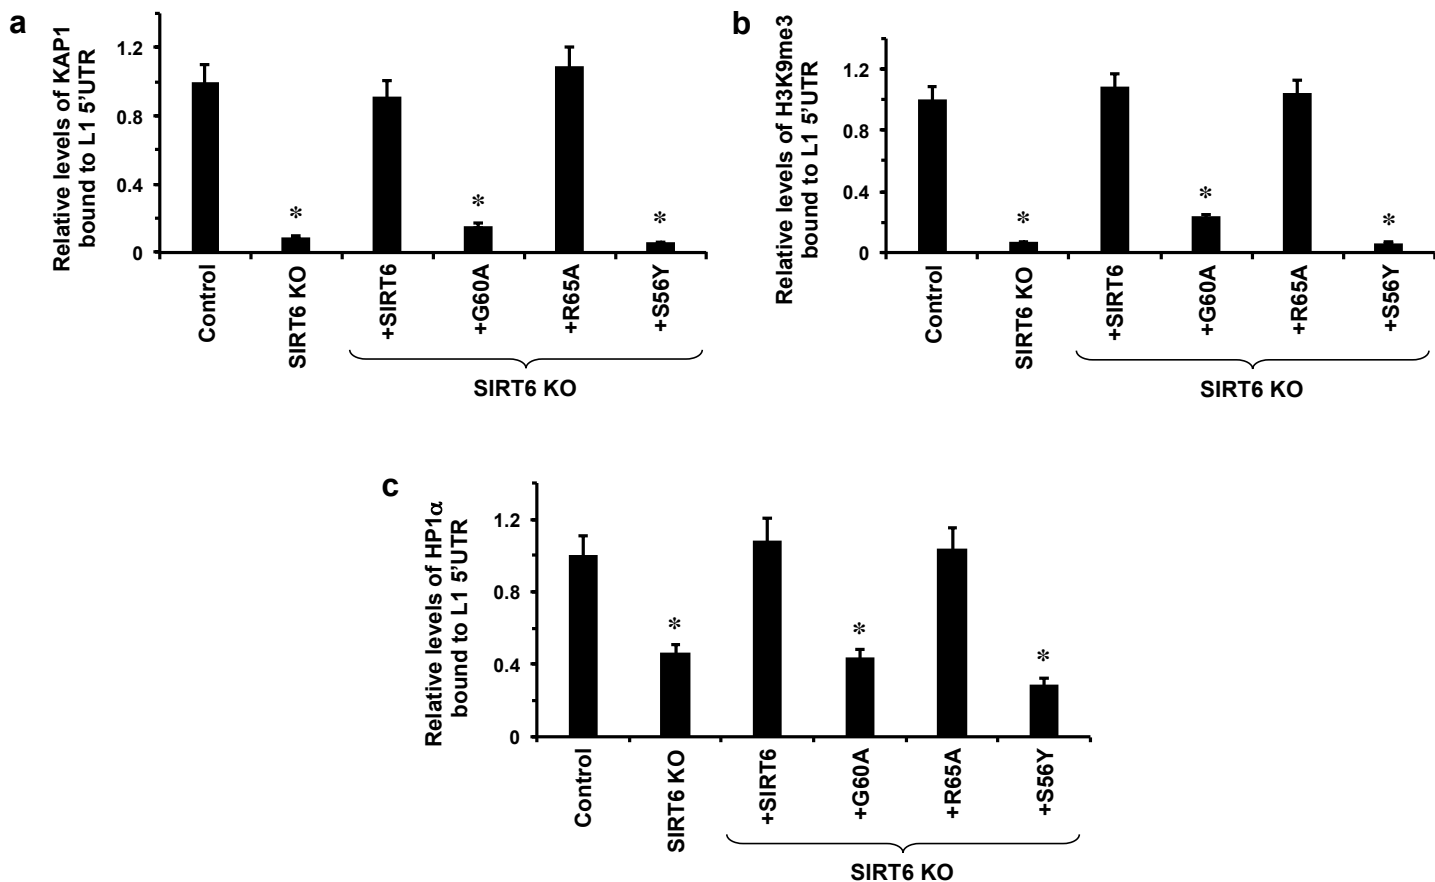 a
Relative levels of KAP1
bound to L1 5'UTR
1.2
0.8
0.4
0
*
*
*
Control
SIRT6 KO
+SIRT6
+G60A
+R65A
+S56Y
SIRT6 KO
b
Relative levels of H3K9me3
bound to L1 5'UTR
1.2
0.8
0.4
0
*
*
*
Control
SIRT6 KO
+SIRT6
+G60A
+R65A
+S56Y
SIRT6 KO
c
Relative levels of HP1α
bound to L1 5'UTR
1.2
0.8
0.4
0
*
*
*
Control
SIRT6 KO
+SIRT6
+G60A
+R65A
+S56Y
SIRT6 KO